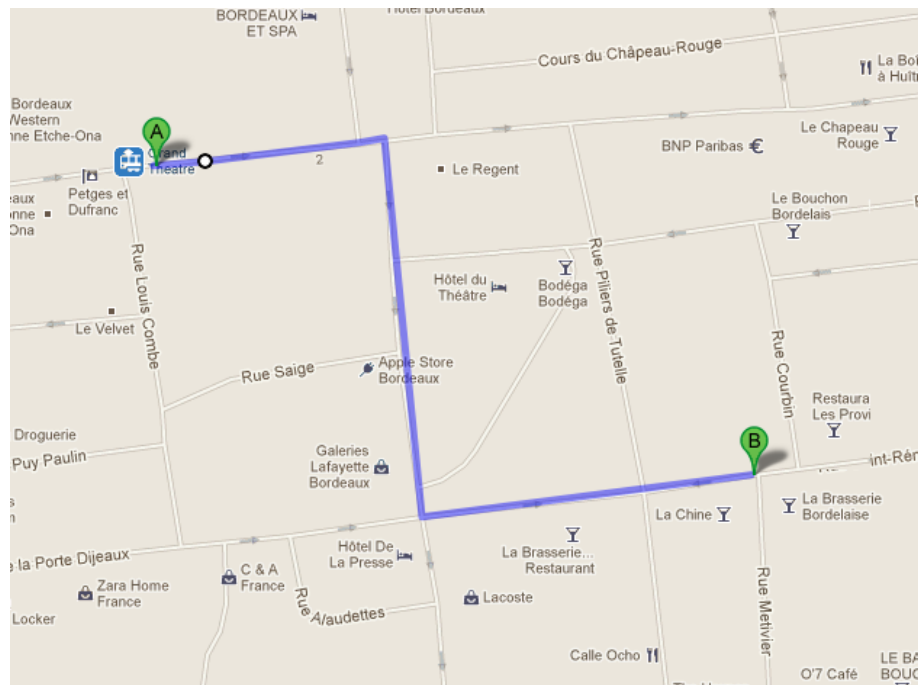 Hôtel Bordeaux
BORDEAUX
ET SPA
Cours du Châpeau-Rouge
La Boî
à Huîtr
Bordeaux
Western
nne Etche-Ona
A
Grand
Théâtre
2
Le Chapeau
Rouge
BNP Paribas €
Le Regent
Petges et
Dufranc
eaux
onne
Ona
Le Bouchon
Bordelais
Rue Louis Combe
Hôtel du
Théâtre
Bodéga
Bodéga
Rue Piliers de Tutelle
Le Velvet
Rue Courbin
Rue Saige
Apple Store
Bordeaux
Restaura
Les Provi
Droguerie
Puy Paulin
Galeries
Lafayette
Bordeaux
B
int-Rém
La Chine
La Brasserie
Bordelaise
e la Porte Dijeaux
Hôtel De
La Presse
La Brasserie...
Restaurant
C & A
France
Zara Home
France
Rue Alaudettes
Lacoste
Locker
Rue Metivier
Calle Ocho
O'7 Café
LE BA
BOUC